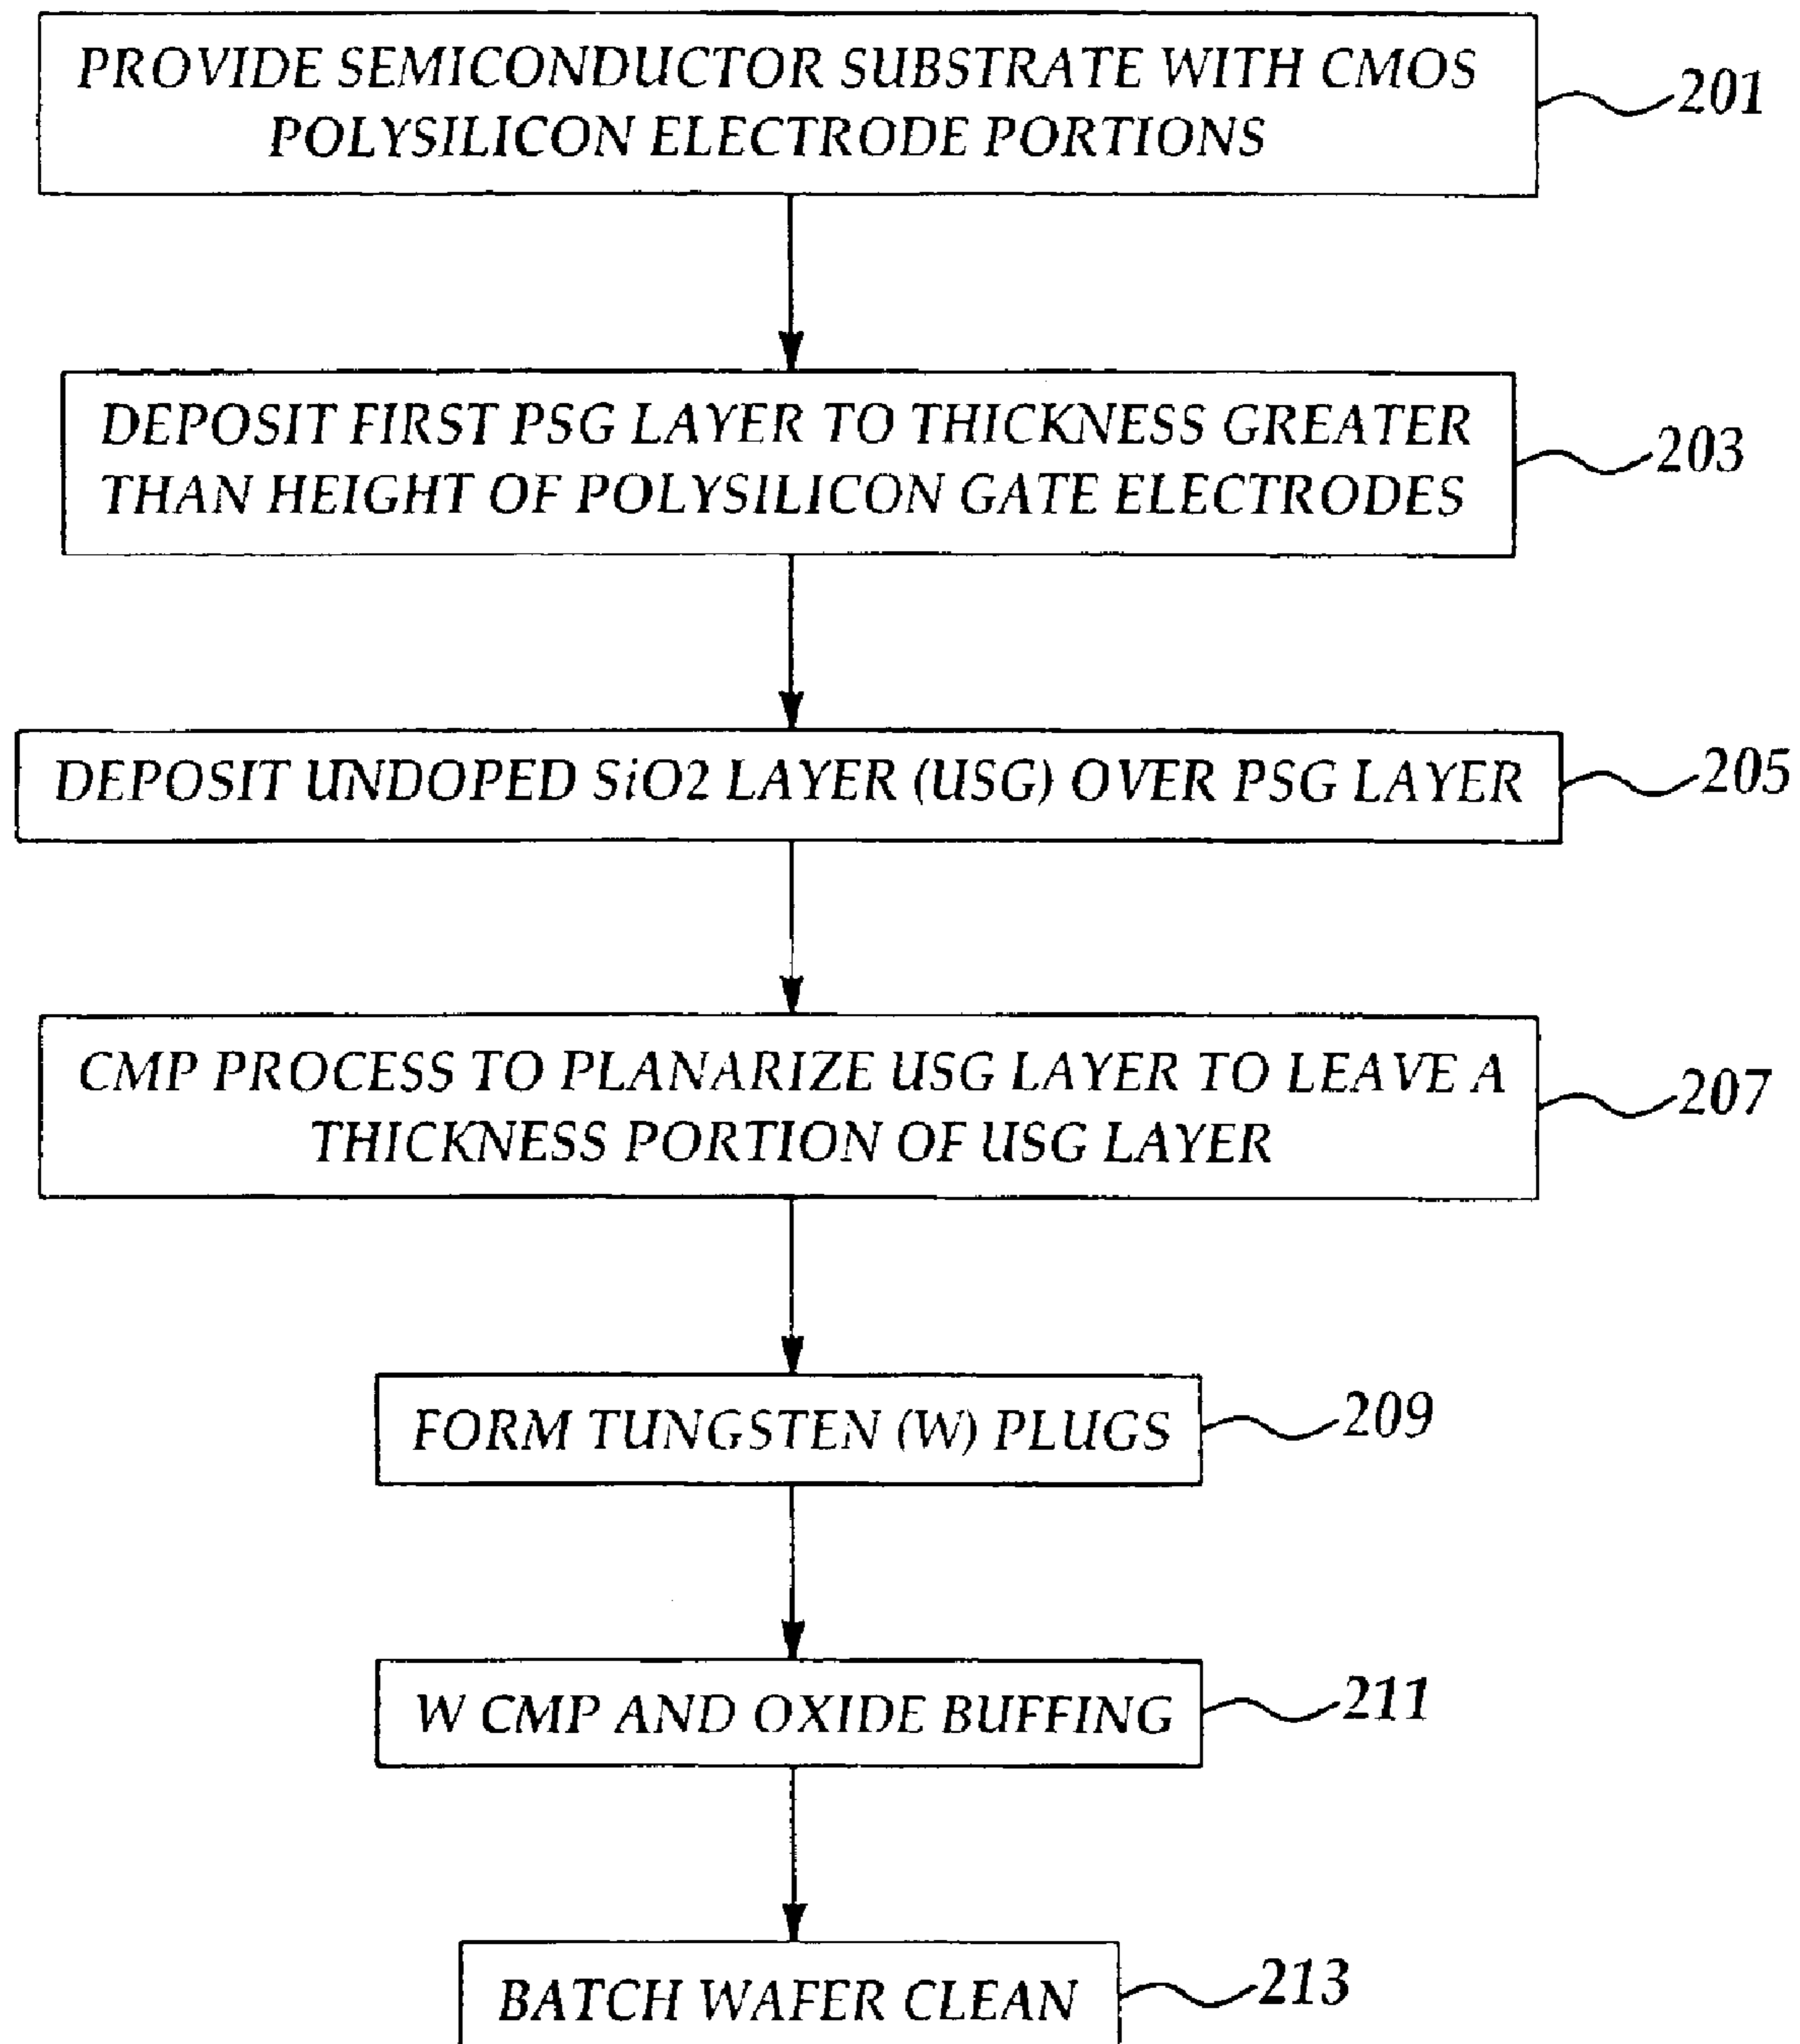 PROVIDE SEMICONDUCTOR SUBSTRATE WITH CMOS
POLYSILICON ELECTRODE PORTIONS
201
DEPOSIT FIRST PSG LAYER TO THICKNESS GREATER
THAN HEIGHT OF POLYSILICON GATE ELECTRODES
203
DEPOSIT UNDOPED SiO2 LAYER (USG) OVER PSG LAYER
205
CMP PROCESS TO PLANARIZE USG LAYER TO LEAVE A
THICKNESS PORTION OF USG LAYER
207
FORM TUNGSTEN (W) PLUGS
209
W CMP AND OXIDE BUFFING
211
BATCH WAFER CLEAN
213